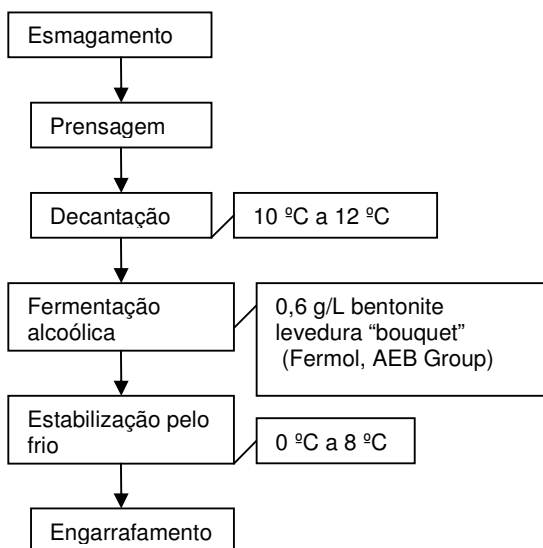 Esmagamento
Prensagem
Decantação
10 ºC a 12 ºC
Fermentação
alcoólica
0,6 g/L bentonite
levedura “bouquet”
(Fermol, AEB Group)
Estabilização pelo
frio
0 ºC a 8 ºC
Engarrafamento